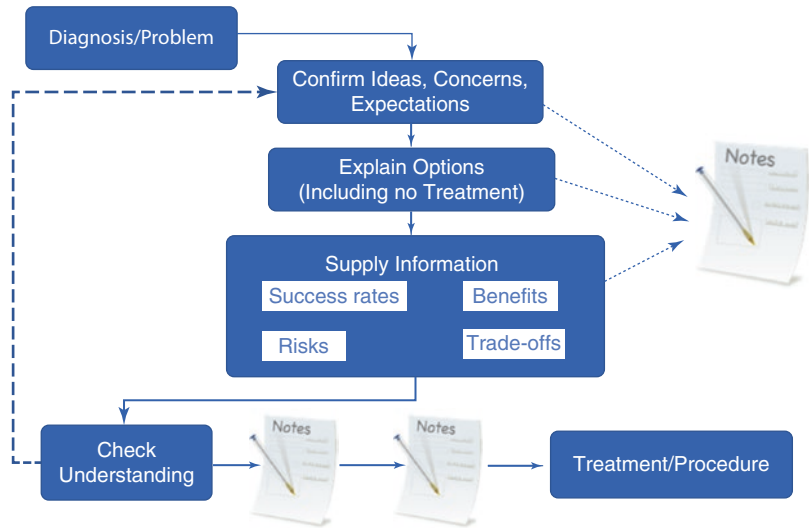 Diagnosis/Problem
Confirm Ideas, Concerns,
Expectations
Explain Options
(Including no Treatment)
Notes
Supply Information
Success rates
Benefits
Risks
Trade-offs
Check
Understanding
Notes
Notes
Treatment/Procedure